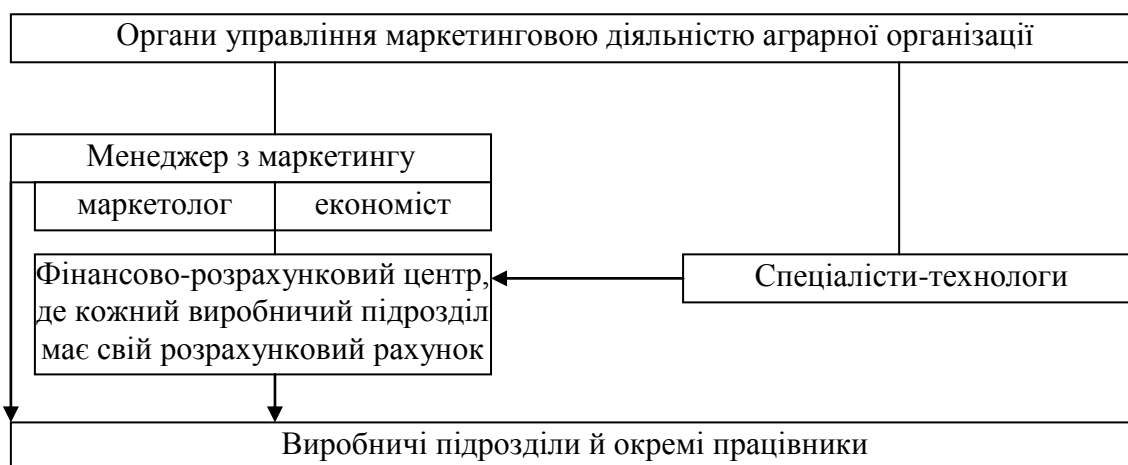 Органи управління маркетинговою діяльністю аграрної організації
Менеджер з маркетингу
маркетолог
економіст
Фінансово-розрахунковий центр,
де кожний виробничий підрозділ
має свій розрахунковий рахунок
Спеціалісти-технологи
Виробничі підрозділи й окремі працівники